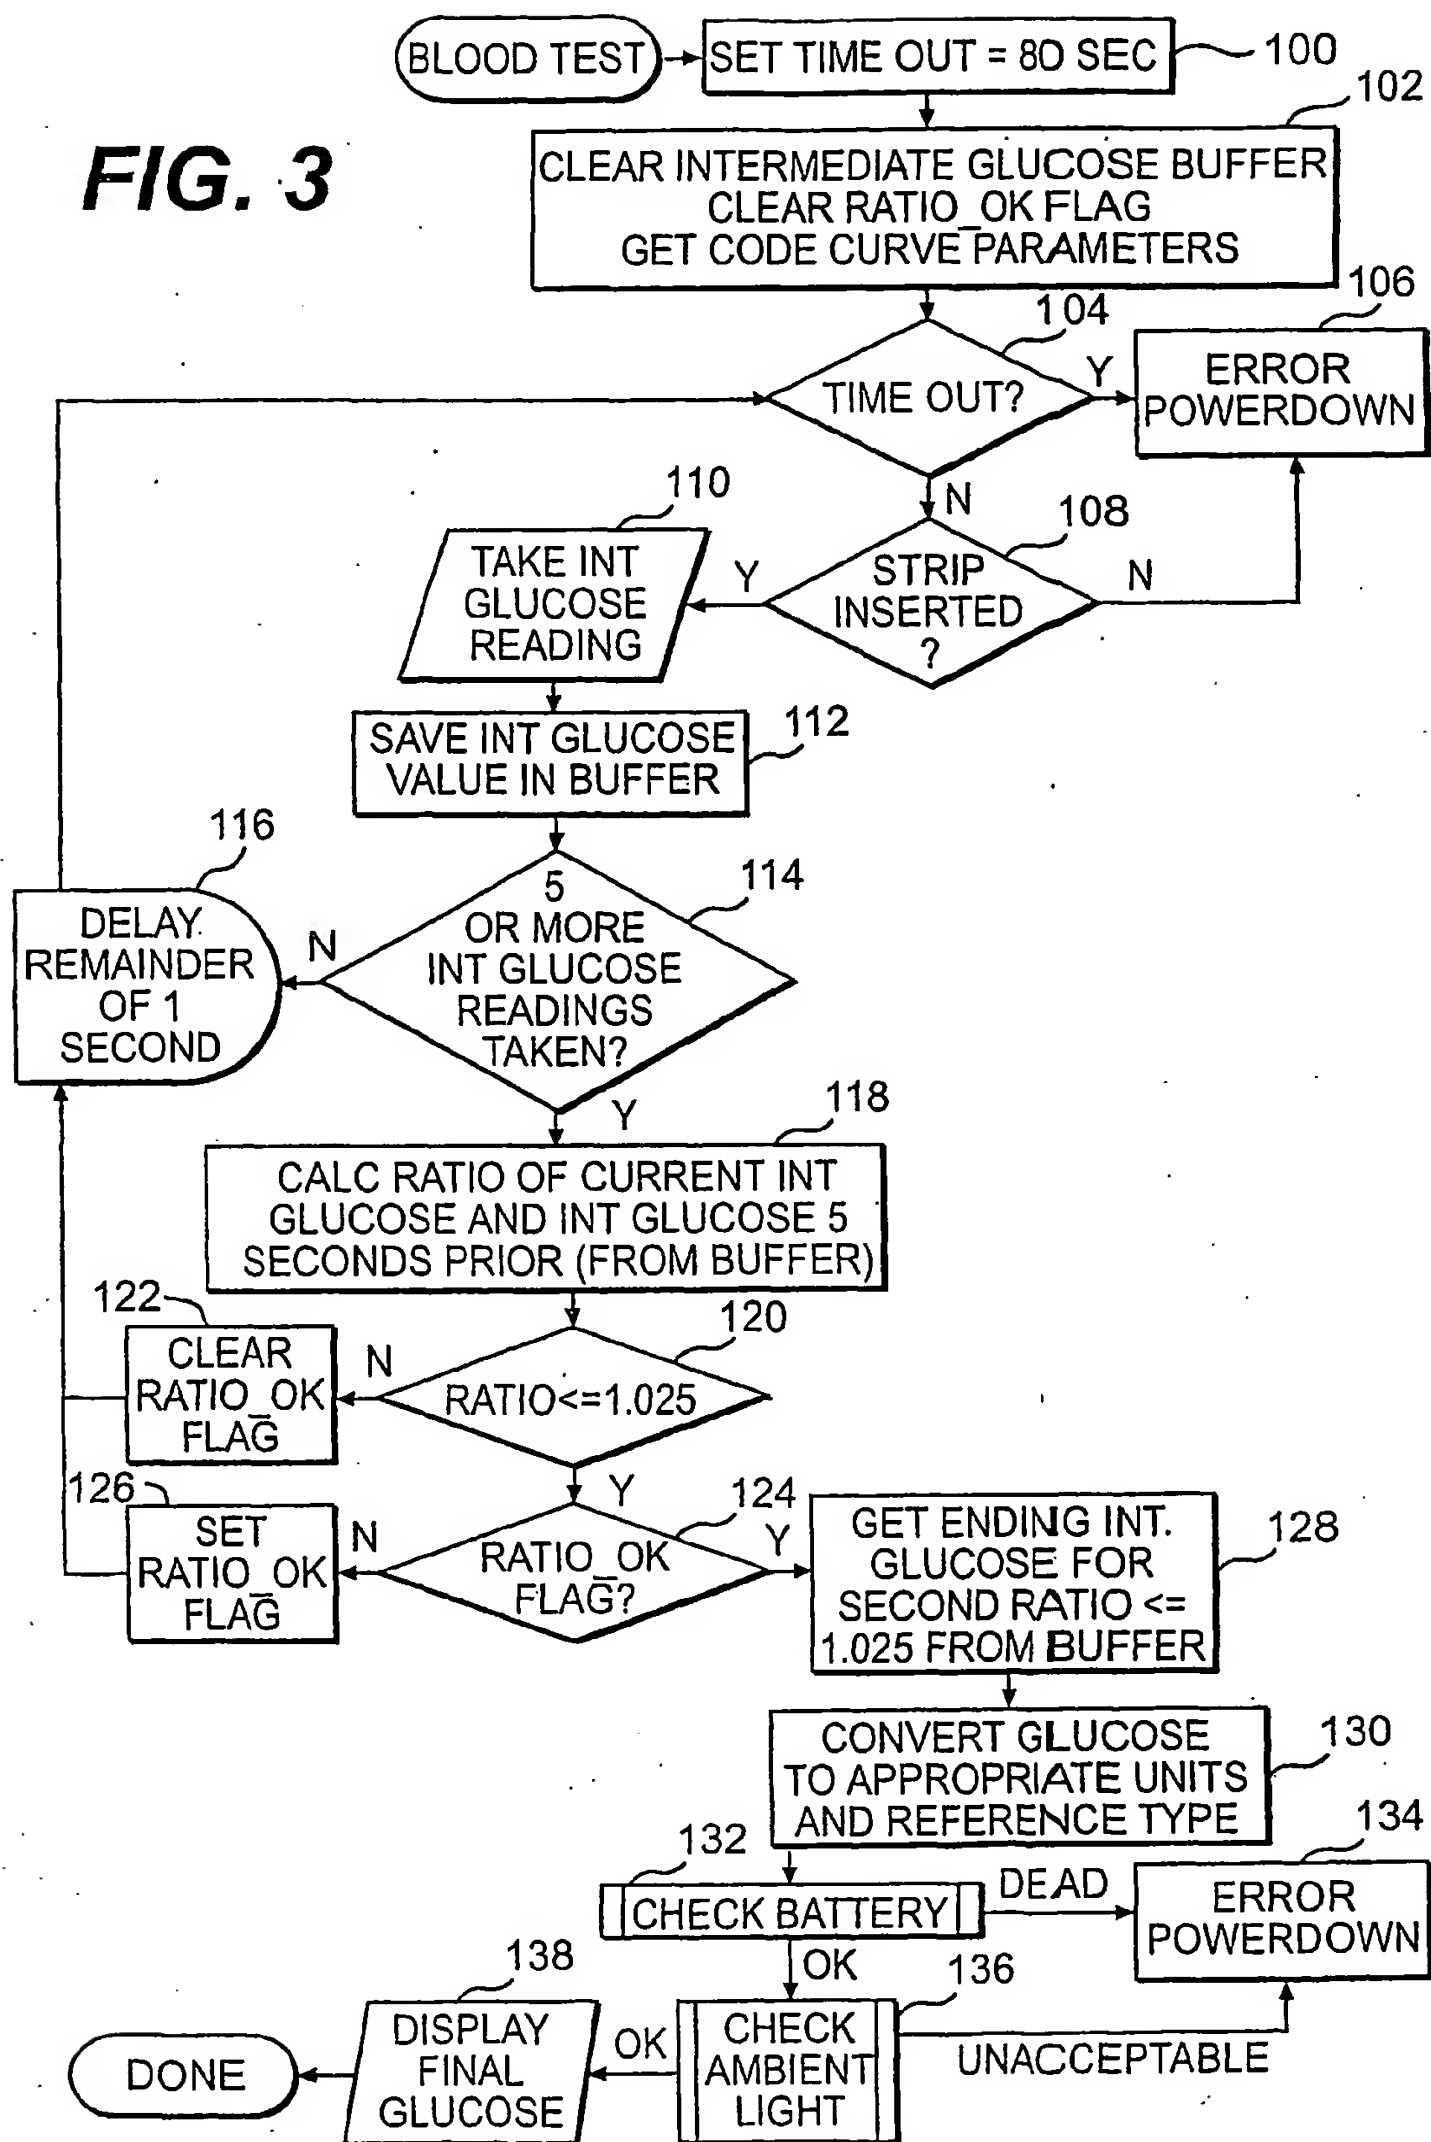 BLOOD TEST
SET TIME OUT = 80 SEC
100
102
FIG. 3
CLEAR INTERMEDIATE GLUCOSE BUFFER
CLEAR RATIO_OK FLAG
GET CODE CURVE PARAMETERS
104
106
TIME OUT?
Y
ERROR
POWERDOWN
N
110
108
TAKE INT
GLUCOSE
READING
Y
STRIP
INSERTED
?
N
SAVE INT GLUCOSE
VALUE IN BUFFER
112
116
114
DELAY
REMAINDER
OF 1
SECOND
N
5
OR MORE
INT GLUCOSE
READINGS
TAKEN?
Y
118
CALC RATIO OF CURRENT INT
GLUCOSE AND INT GLUCOSE 5
SECONDS PRIOR (FROM BUFFER)
122
120
CLEAR
RATIO_OK
FLAG
N
RATIO<=1.025
Y
126
124
SET
RATIO_OK
FLAG
N
RATIO_OK
FLAG?
Y
GET ENDING INT.
GLUCOSE FOR
SECOND RATIO <=
1.025 FROM BUFFER
128
CONVERT GLUCOSE
TO APPROPRIATE UNITS
AND REFERENCE TYPE
130
132
134
CHECK BATTERY
DEAD
ERROR
POWERDOWN
OK
138
136
DONE
DISPLAY
FINAL
GLUCOSE
OK
CHECK
AMBIENT
LIGHT
UNACCEPTABLE